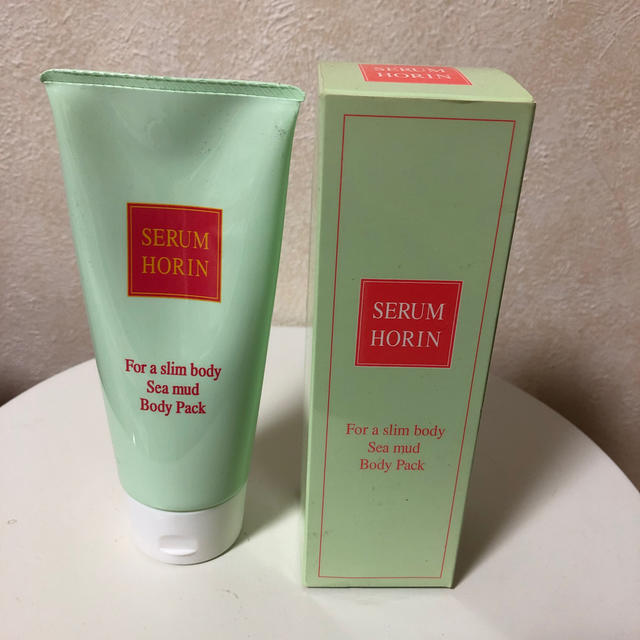 SERUM
HORIN
For a slim body
Sea mud
Body Pack
SERUM
HORIN
SERUM
HORIN
For a slim body
Sea mud
Body Pack